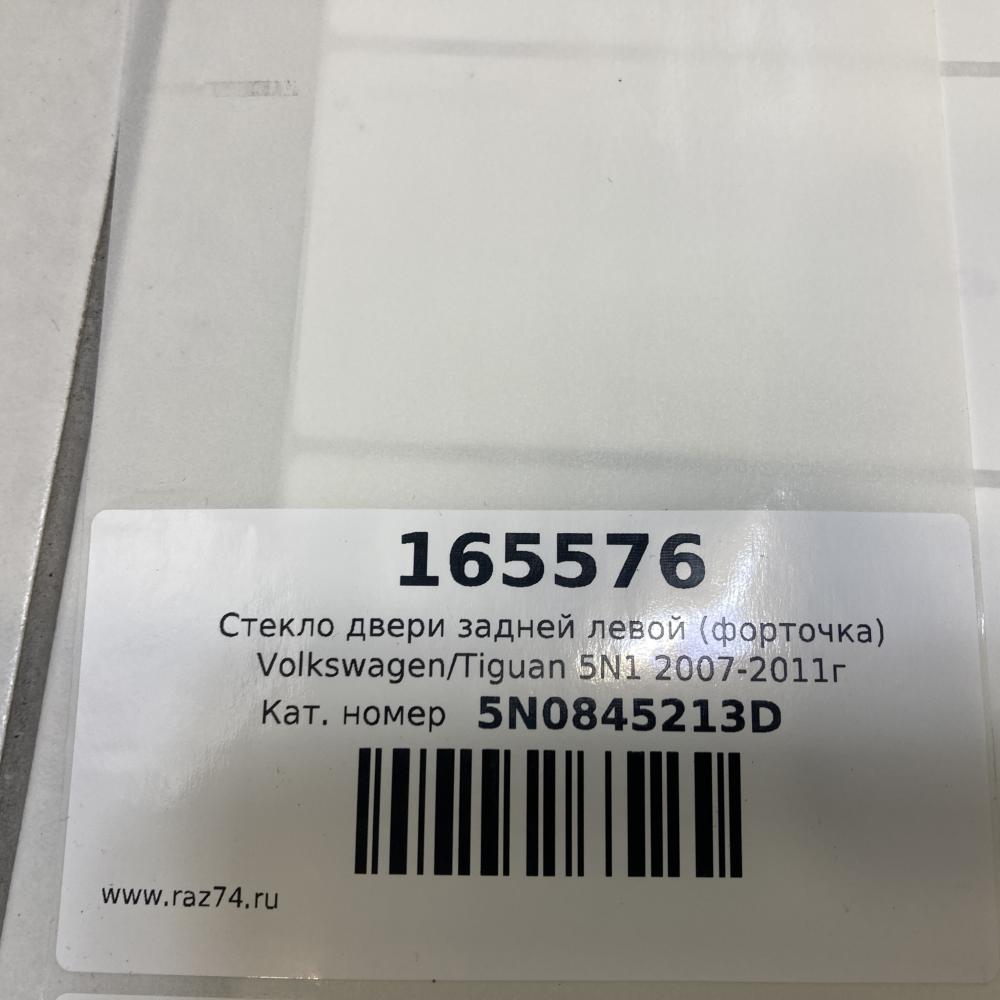 165576
Стекло двери задней левой (форточка)
Volkswagen/Tiguan 5N1 2007-2011г
Кат. номер 5N0845213D
www.raz74.ru